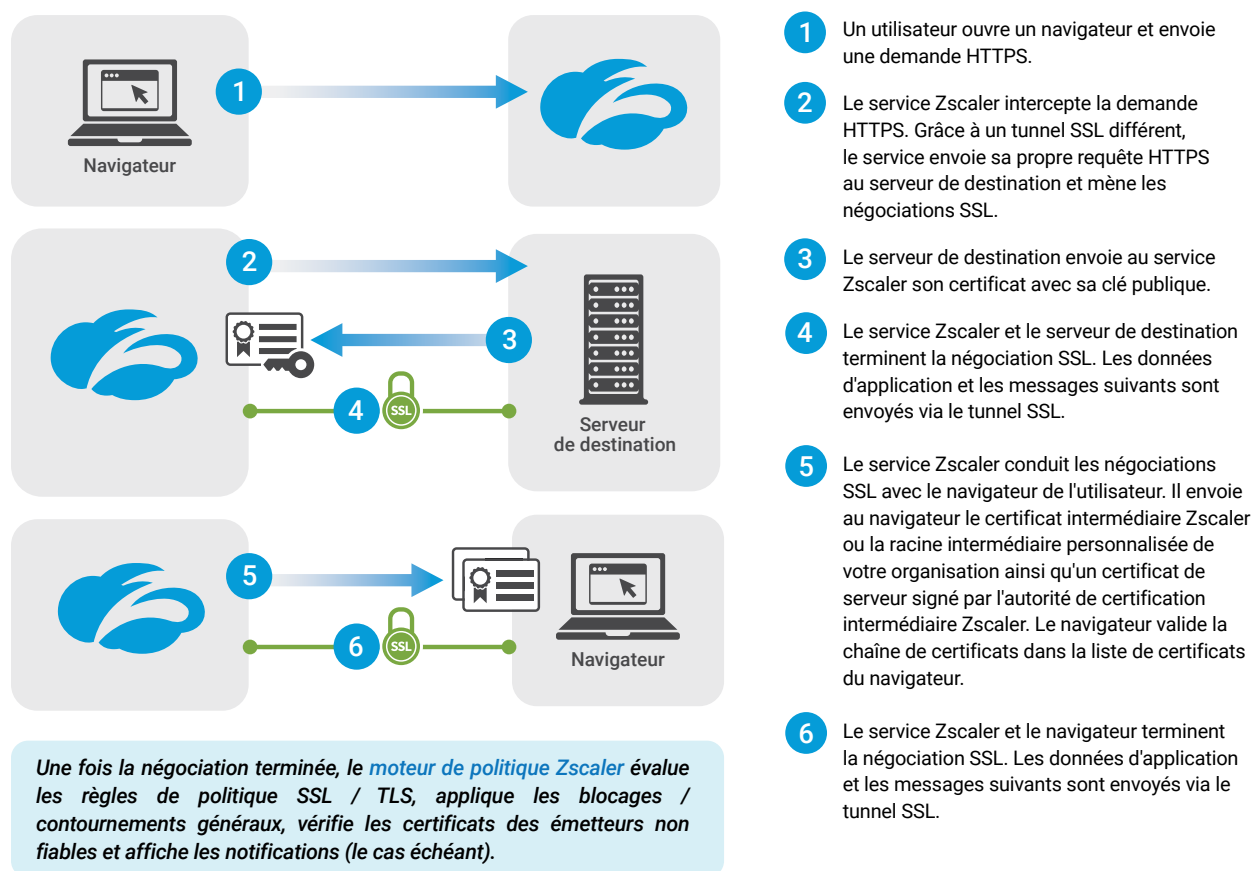 1
Navigateur
2
3
4
SSL
Serveur
de destination
5
6
SSL
Navigateur
Une fois la négociation terminée, le moteur de politique Zscaler évalue
les règles de politique SSL / TLS, applique les blocages /
contournements généraux, vérifie les certificats des émetteurs non
fiables et affiche les notifications (le cas échéant).
1 Un utilisateur ouvre un navigateur et envoie
une demande HTTPS.
2 Le service Zscaler intercepte la demande
HTTPS. Grâce à un tunnel SSL différent,
le service envoie sa propre requête HTTPS
au serveur de destination et mène les
négociations SSL.
3 Le serveur de destination envoie au service
Zscaler son certificat avec sa clé publique.
4 Le service Zscaler et le serveur de destination
terminent la négociation SSL. Les données
d'application et les messages suivants sont
envoyés via le tunnel SSL.
5 Le service Zscaler conduit les négociations
SSL avec le navigateur de l'utilisateur. Il envoie
au navigateur le certificat intermédiaire Zscaler
ou la racine intermédiaire personnalisée de
votre organisation ainsi qu'un certificat de
serveur signé par l'autorité de certification
intermédiaire Zscaler. Le navigateur valide la
chaîne de certificats dans la liste de certificats
du navigateur.
6 Le service Zscaler et le navigateur terminent
la négociation SSL. Les données d'application
et les messages suivants sont envoyés via le
tunnel SSL.